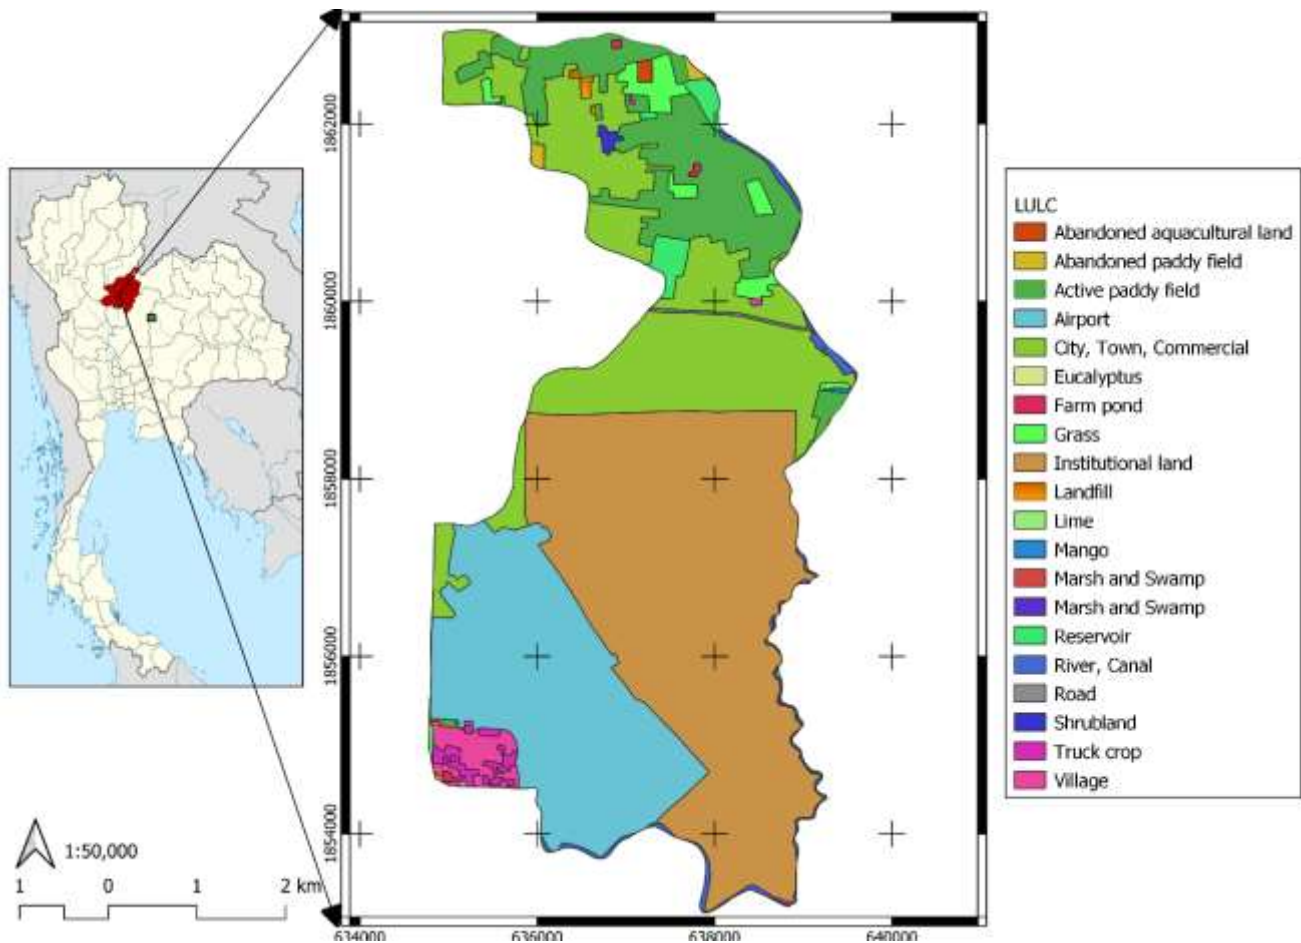 1862000
1860000
1858000
1856000
1854000
634000
636000
638000
640000
1:50,000
1 0 1 2 km
LULC
Abandoned aquacultural land
Abandoned paddy field
Active paddy field
Airport
City, Town, Commercial
Eucalyptus
Farm pond
Grass
Institutional land
Landfill
Lime
Mango
Marsh and Swamp
Marsh and Swamp
Reservoir
River, Canal
Road
Shrubland
Truck crop
Village